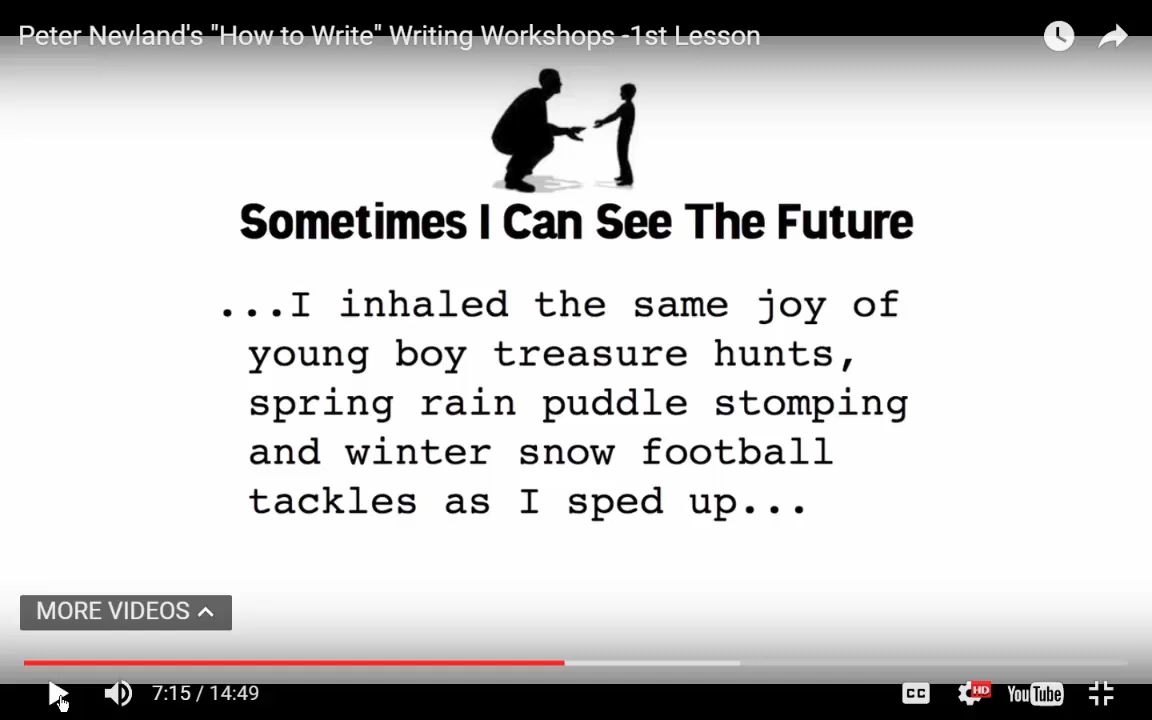 Peter Nevland's "How to Write" Writing Workshops -1st Lesson
Sometimes I Can See The Future
...I inhaled the same joy of
young boy treasure hunts,
spring rain puddle stomping
and winter snow football
tackles as I sped up...
MORE VIDEOS
7:15 / 14:49 CC HD YouTube